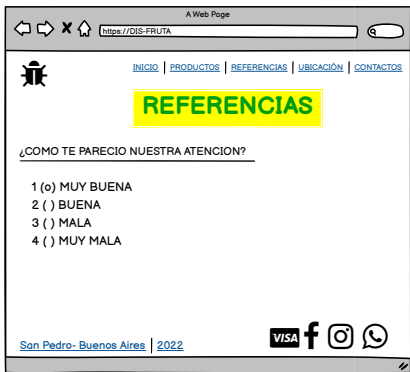 A Web Page
https://DIS-FRUTA
INICIO | PRODUCTOS | REFERENCIAS | UBICACIÓN | CONTACTOS
REFERENCIAS
¿COMO TE PARECIO NUESTRA ATENCION?
1 (o) MUY BUENA
2 ( ) BUENA
3 ( ) MALA
4 ( ) MUY MALA
VISA
San Pedro- Buenos Aires | 2022